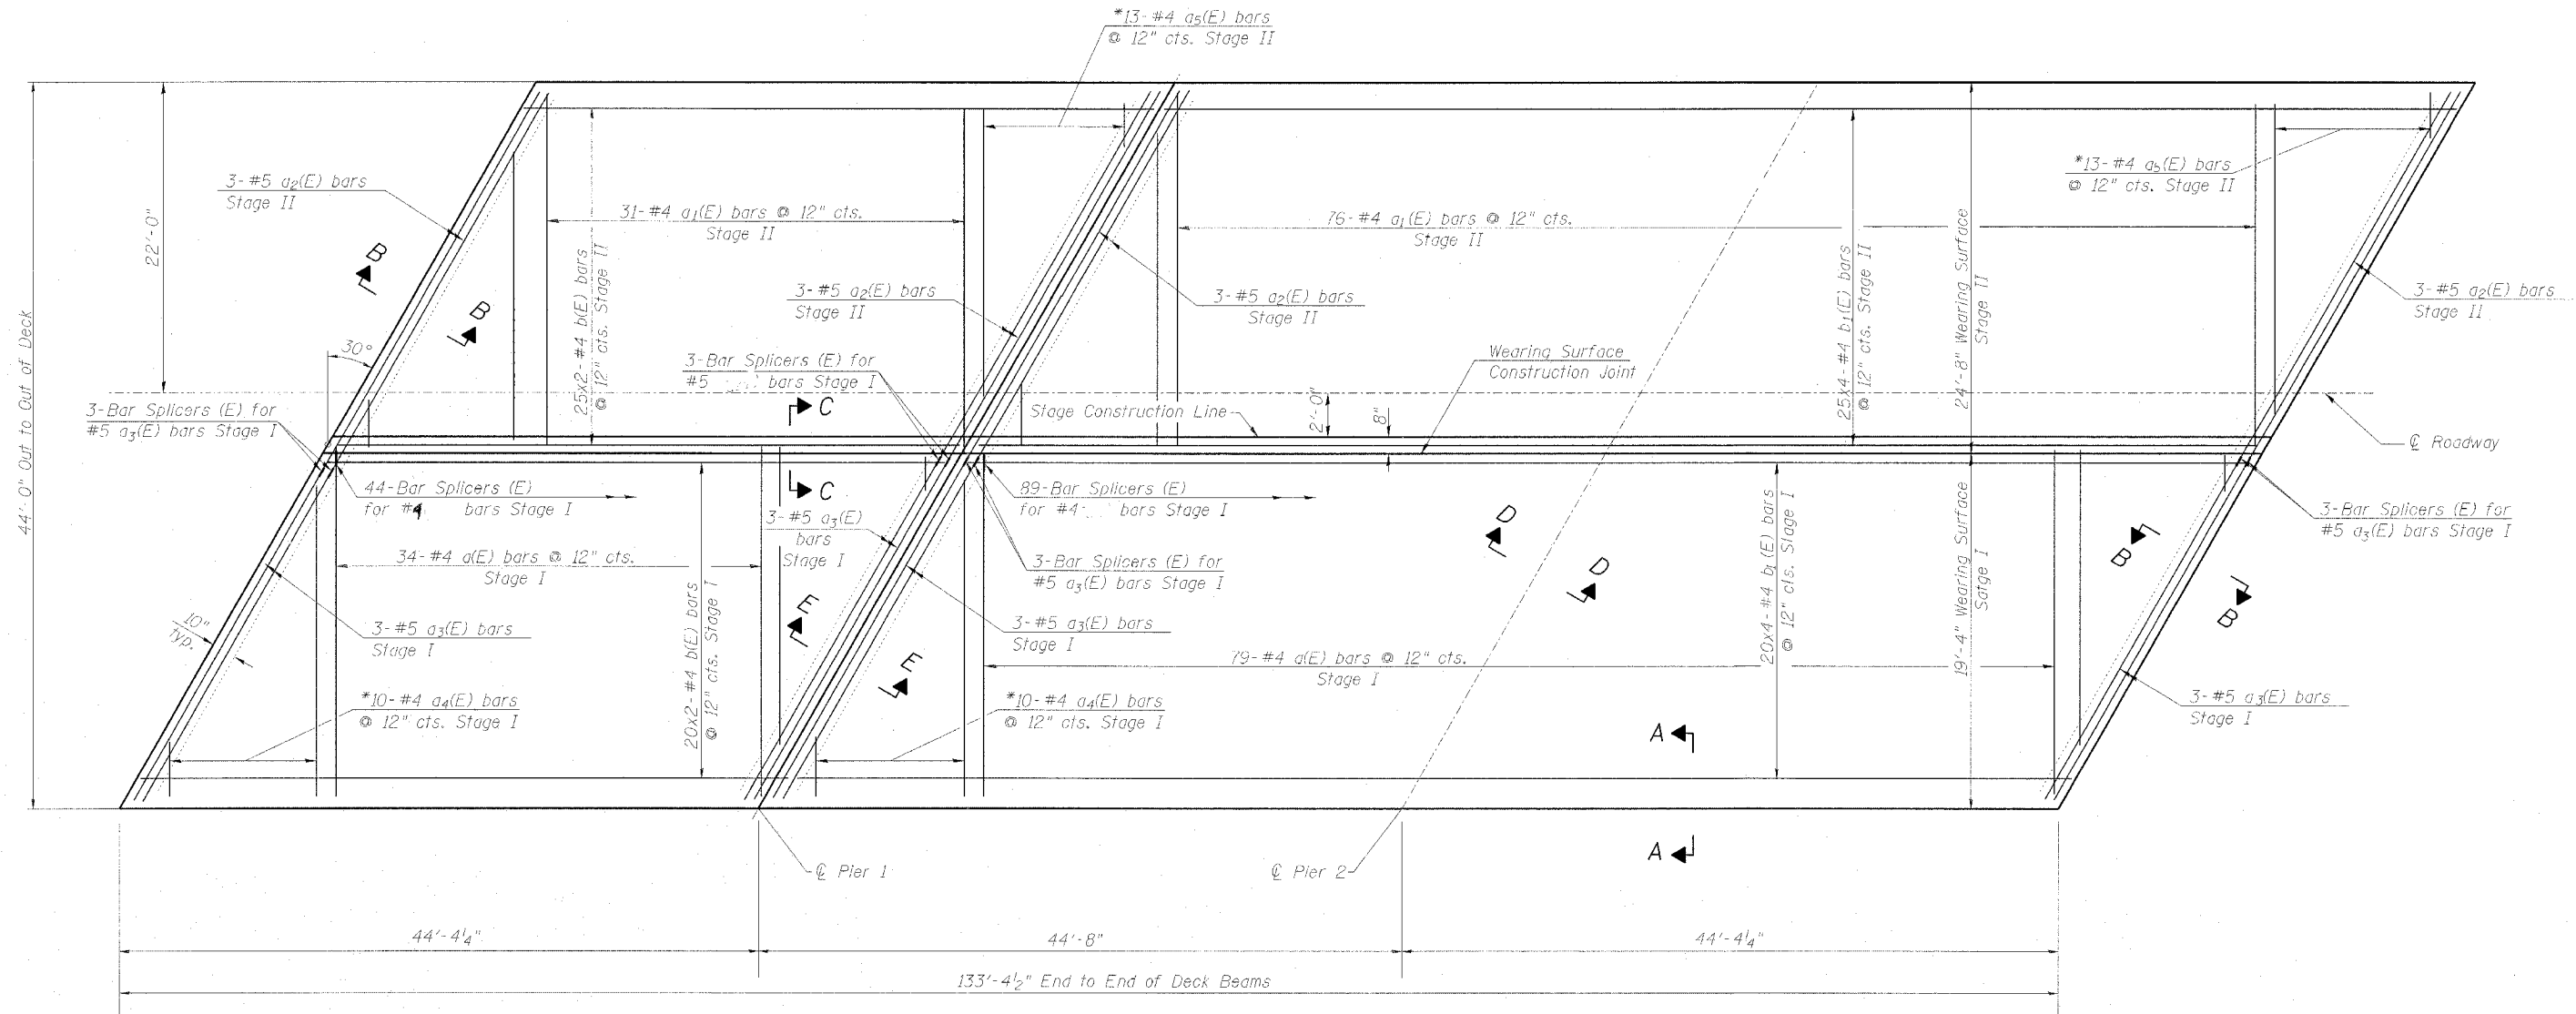 *13-#4 a5(E) bars
@ 12" cts. Stage II
3-#5 a2(E) bars
Stage II
22'-0"
B
B
31-#4 a1(E) bars @ 12" cts.
Stage II
25x2-#4 b(E) bars
@ 12" cts. Stage II
76-#4 a1(E) bars @ 12" cts.
Stage II
25x4-#4 b1(E) bars
@ 12" cts. Stage II
24'-8" Wearing Surface
Stage II
*13-#4 a5(E) bars
@ 12" cts. Stage II
3-#5 a2(E) bars
Stage II
3-#5 a2(E) bars
Stage II
3-#5 a2(E) bars
Stage II
44'-0" Out to Out of Deck
30°
3-Bar Splicers (E) for
#5 bars Stage I
3-Bar Splicers (E) for
#5 a3(E) bars Stage I
C
C
Wearing Surface
Construction Joint
Stage Construction Line
2'-0"
8"
℄ Roadway
44-Bar Splicers (E)
for #4 bars Stage I
89-Bar Splicers (E)
for #4 bars Stage I
3-Bar Splicers (E) for
#5 a3(E) bars Stage I
3-#5 a3(E)
bars
Stage I
34-#4 a(E) bars @ 12" cts.
Stage I
3-Bar Splicers (E) for
#5 a3(E) bars Stage I
D
D
B
B
10"
typ.
3-#5 a3(E) bars
Stage I
20x2-#4 b(E) bars
@ 12" cts. Stage I
E
E
3-#5 a3(E) bars
Stage I
79-#4 a(E) bars @ 12" cts.
Stage I
20x4-#4 b1(E) bars
@ 12" cts. Stage I
19'-4" Wearing Surface
Satge I
*10-#4 a4(E) bars
@ 12" cts. Stage I
*10-#4 a4(E) bars
@ 12" cts. Stage I
3-#5 a3(E) bars
Stage I
A
A
℄ Pier 1
℄ Pier 2
44'-4¼"
44'-8"
44'-4¼"
133'-4½" End to End of Deck Beams